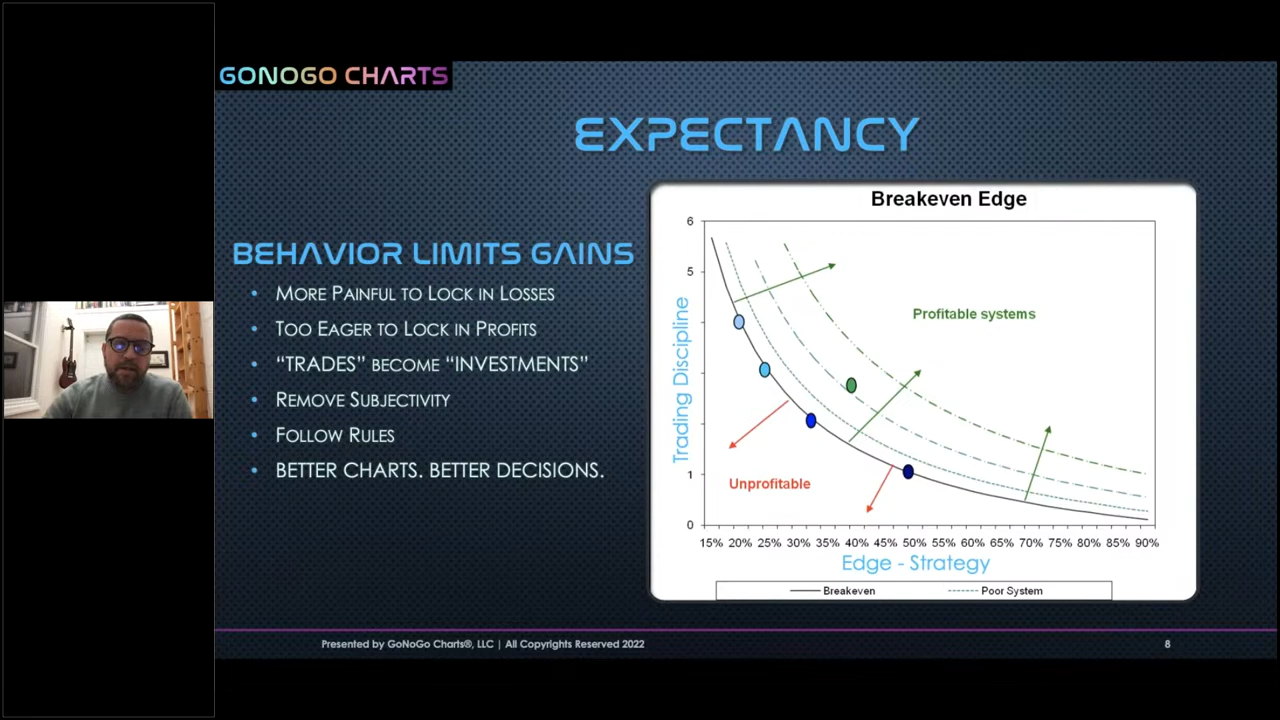 GONOGO CHARTS
EXPECTANCY
BEHAVIOR LIMITS GAINS
• MORE PAINFUL TO LOCK IN LOSSES
• TOO EAGER TO LOCK IN PROFITS
• “TRADES” BECOME “INVESTMENTS”
• REMOVE SUBJECTIVITY
• FOLLOW RULES
• BETTER CHARTS. BETTER DECISIONS.
Breakeven Edge
6
5
1
0
Trading Discipline
Profitable systems
Unprofitable
15% 20% 25% 30% 35% 40% 45% 50% 55% 60% 65% 70% 75% 80% 85% 90%
Edge - Strategy
Breakeven Poor System
Presented by GoNoGo Charts®, LLC | All Copyrights Reserved 2022
8